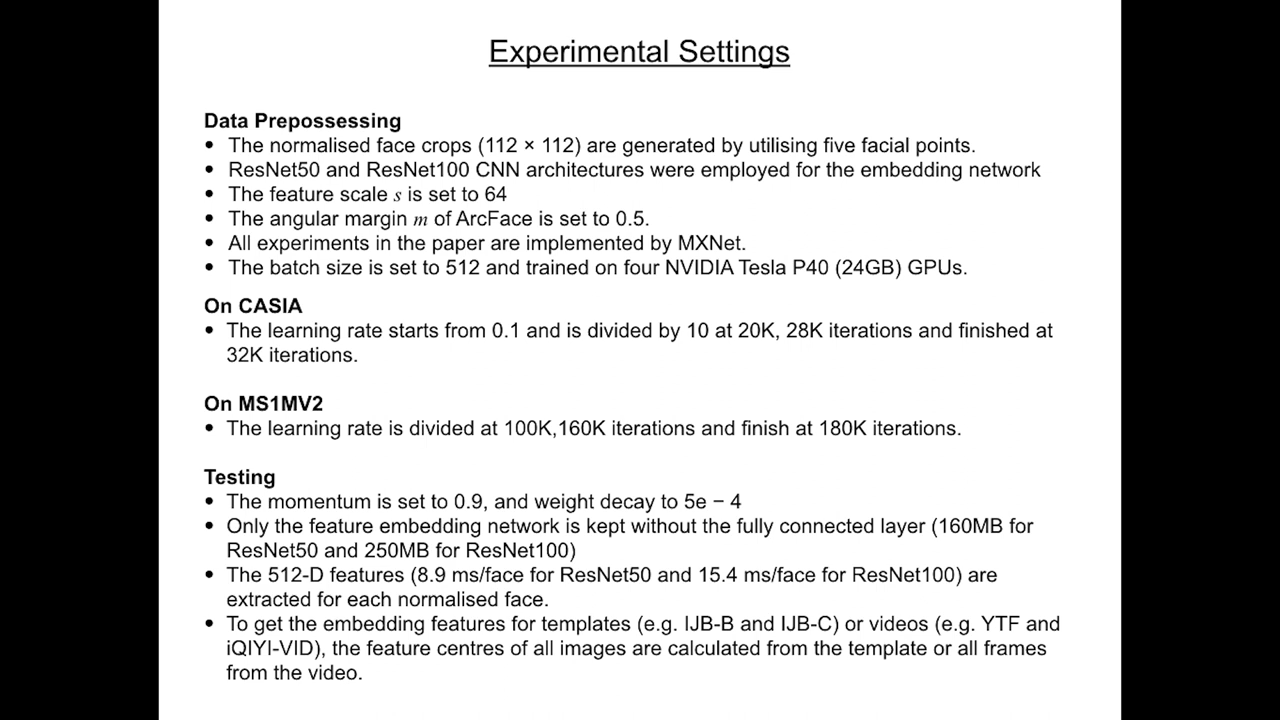 Experimental Settings
Data Prepossessing
• The normalised face crops (112 × 112) are generated by utilising five facial points.
• ResNet50 and ResNet100 CNN architectures were employed for the embedding network
• The feature scale s is set to 64
• The angular margin m of ArcFace is set to 0.5.
• All experiments in the paper are implemented by MXNet.
• The batch size is set to 512 and trained on four NVIDIA Tesla P40 (24GB) GPUs.
On CASIA
• The learning rate starts from 0.1 and is divided by 10 at 20K, 28K iterations and finished at
32K iterations.
On MS1MV2
• The learning rate is divided at 100K,160K iterations and finish at 180K iterations.
Testing
• The momentum is set to 0.9, and weight decay to 5e − 4
• Only the feature embedding network is kept without the fully connected layer (160MB for
ResNet50 and 250MB for ResNet100)
• The 512-D features (8.9 ms/face for ResNet50 and 15.4 ms/face for ResNet100) are
extracted for each normalised face.
• To get the embedding features for templates (e.g. IJB-B and IJB-C) or videos (e.g. YTF and
iQIYI-VID), the feature centres of all images are calculated from the template or all frames
from the video.